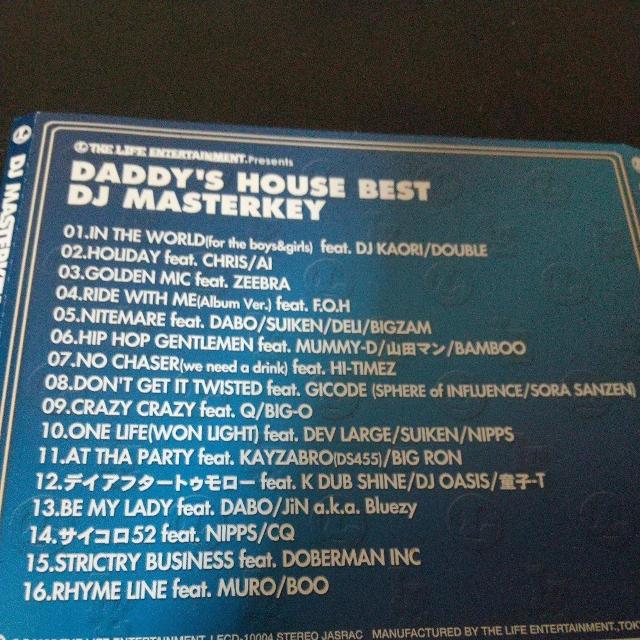 THE LIFE ENTERTAINMENT. Presents
DADDY'S HOUSE BEST
DJ MASTERKEY
01.IN THE WORLD(for the boys&girls) feat. DJ KAORI/DOUBLE
02.HOLIDAY feat. CHRIS/AI
03.GOLDEN MIC feat. ZEEBRA
04.RIDE WITH ME(Album Ver.) feat. F.O.H
05.NITEMARE feat. DABO/SUIKEN/DELI/BIGZAM
06.HIP HOP GENTLEMEN feat. MUMMY-D/山田マン/BAMBOO
07.NO CHASER(we need a drink) feat. HI-TIMEZ
08.DON'T GET IT TWISTED feat. GICODE (SPHERE of INFLUENCE/SORA SANZEN)
09.CRAZY CRAZY feat. Q/BIG-O
10.ONE LIFE(WON LIGHT) feat. DEV LARGE/SUIKEN/NIPPS
11.AT THA PARTY feat. KAYZABRO(DS455)/BIG RON
12.デイアフタートゥモロー feat. K DUB SHINE/DJ OASIS/童子-T
13.BE MY LADY feat. DABO/JiN a.k.a. Bluezy
14.サイコロ52 feat. NIPPS/CQ
15.STRICTRY BUSINESS feat. DOBERMAN INC
16.RHYME LINE feat. MURO/BOO
THE LIFE ENTERTAINMENT. LECD-10004 STEREO JASRAC MANUFACTURED BY THE LIFE ENTERTAINMENT.,TOK
DJ MASTERK